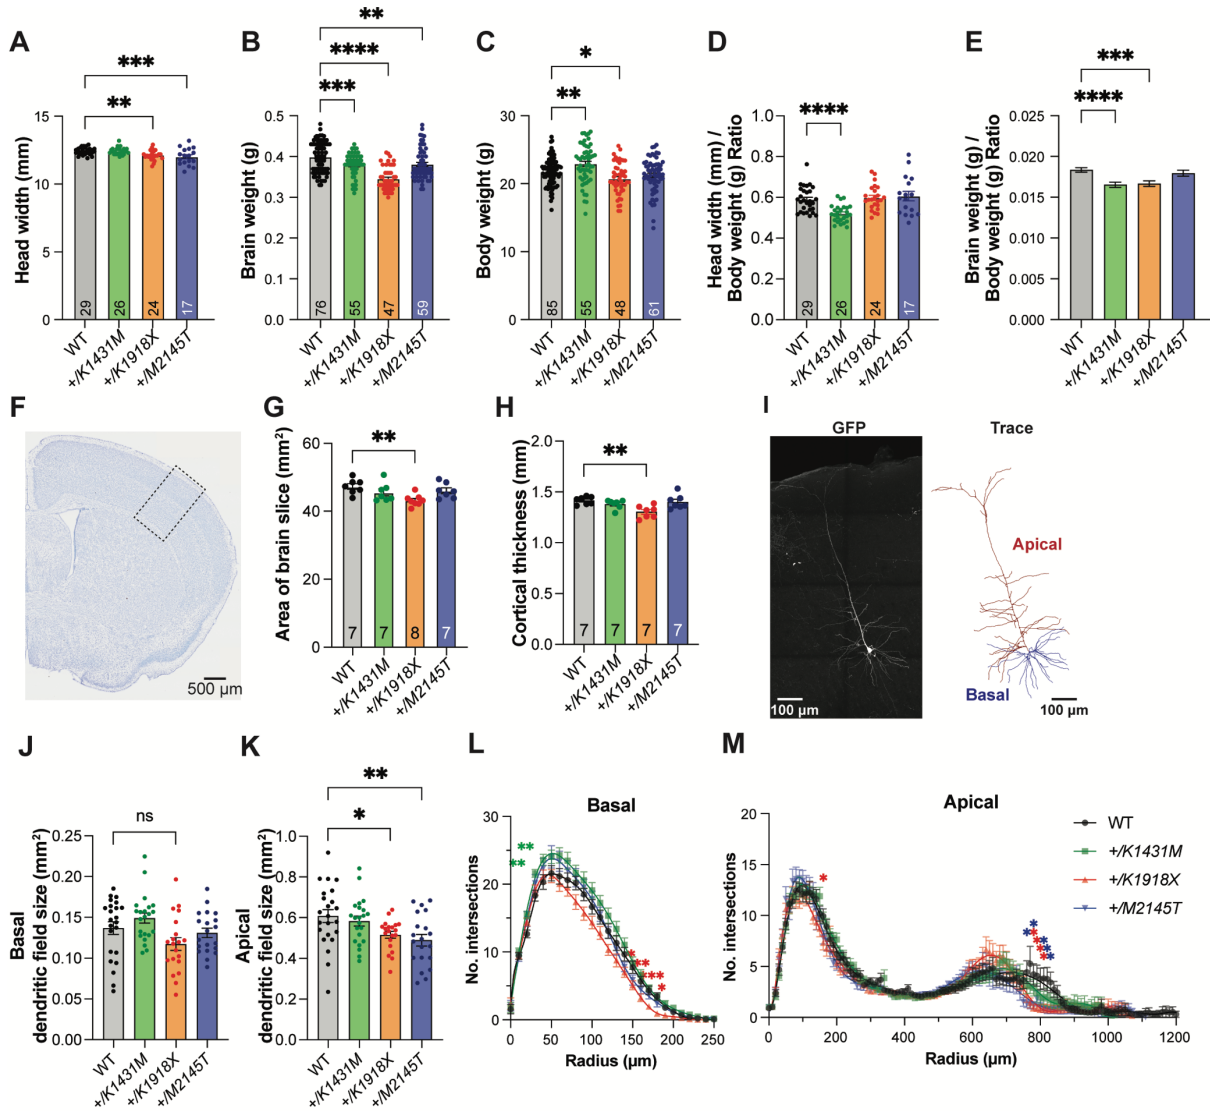 A
B
C
D
E
***
**
Head width (mm)
15
10
5
0
29
26
24
17
WT
+/K1431M
+/K1918X
+/M2145T
**
****
***
Brain weight (g)
0.5
0.4
0.3
0.2
0.1
0.0
76
55
47
59
WT
+/K1431M
+/K1918X
+/M2145T
*
**
Body weight (g)
30
20
10
0
85
55
48
61
WT
+/K1431M
+/K1918X
+/M2145T
****
Head width (mm) /
Body weight (g) Ratio
1.0
0.8
0.6
0.4
0.2
0.0
29
26
24
17
WT
+/K1431M
+/K1918X
+/M2145T
***
****
Brain weight (g) /
Body weight (g) Ratio
0.025
0.020
0.015
0.010
0.005
0.000
WT
+/K1431M
+/K1918X
+/M2145T
F
500 µm
G
**
Area of brain slice (mm²)
60
40
20
0
7
7
8
7
WT
+/K1431M
+/K1918X
+/M2145T
H
**
Cortical thickness (mm)
2.0
1.5
1.0
0.5
0.0
7
7
7
7
WT
+/K1431M
+/K1918X
+/M2145T
I
GFP
Trace
Apical
Basal
100 µm
100 µm
J
ns
Basal
dendritic field size (mm²)
0.25
0.20
0.15
0.10
0.05
0.00
WT
+/K1431M
+/K1918X
+/M2145T
K
**
*
Apical
dendritic field size (mm²)
1.0
0.8
0.6
0.4
0.2
0.0
WT
+/K1431M
+/K1918X
+/M2145T
L
Basal
No. intersections
30
20
10
0
0
50
100
150
200
250
Radius (µm)
**
**
*
**
***
*
M
Apical
No. intersections
20
15
10
5
0
0
200
400
600
800
1000
1200
Radius (µm)
*
WT
+/K1431M
+/K1918X
+/M2145T